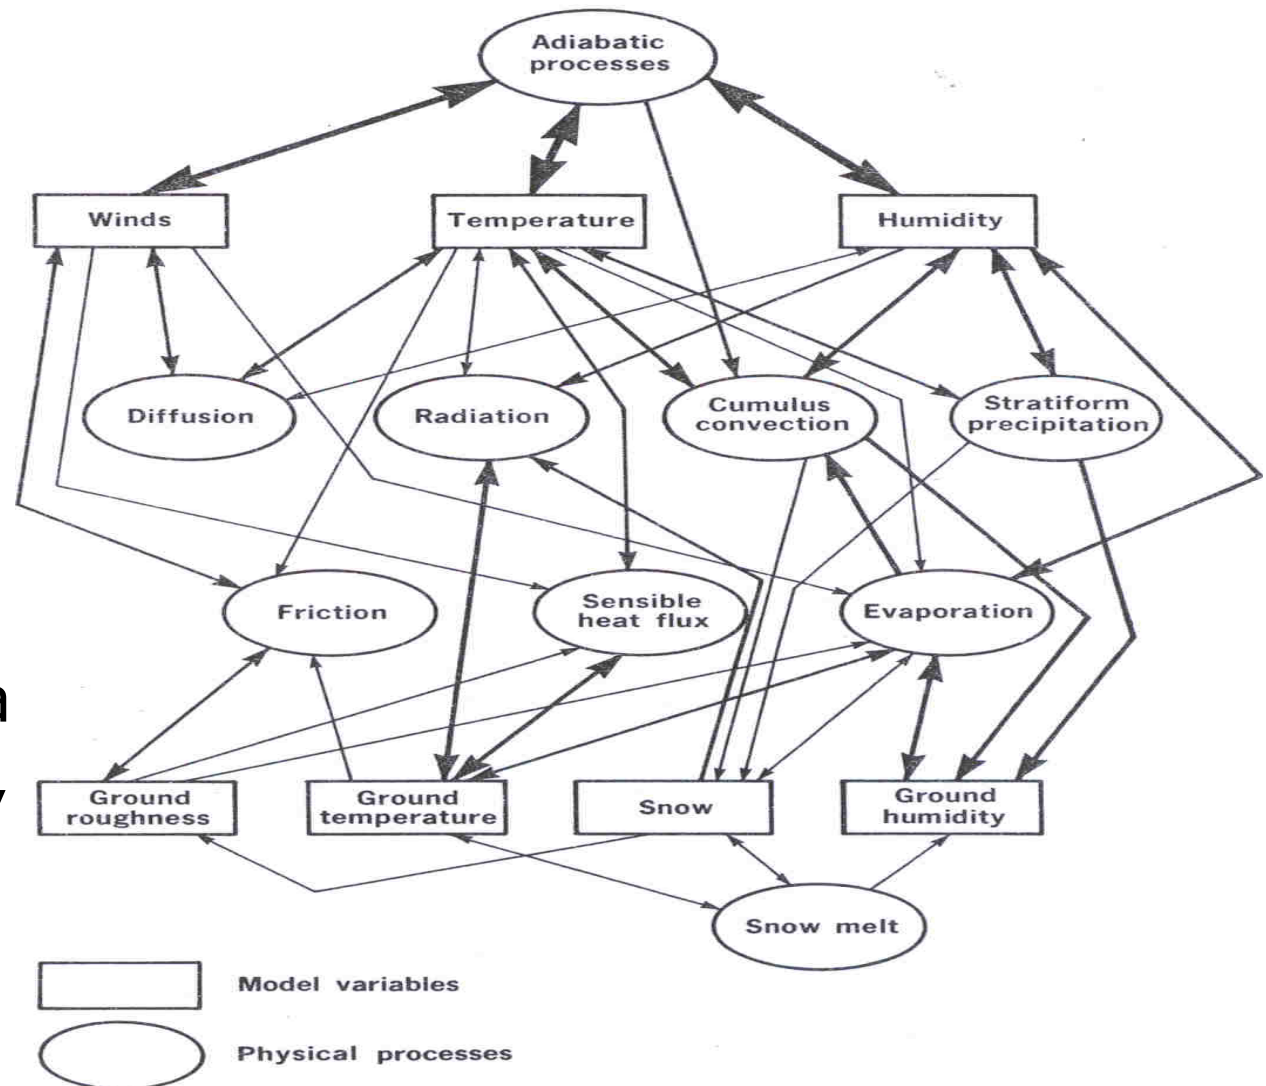 Adiabatic
processes
Winds
Temperature
Humidity
Diffusion
Radiation
Cumulus
convection
Stratiform
precipitation
Friction
Sensible
heat flux
Evaporation
a
Ground
roughness
Ground
temperature
Snow
Ground
humidity
Snow melt
Model variables
Physical processes